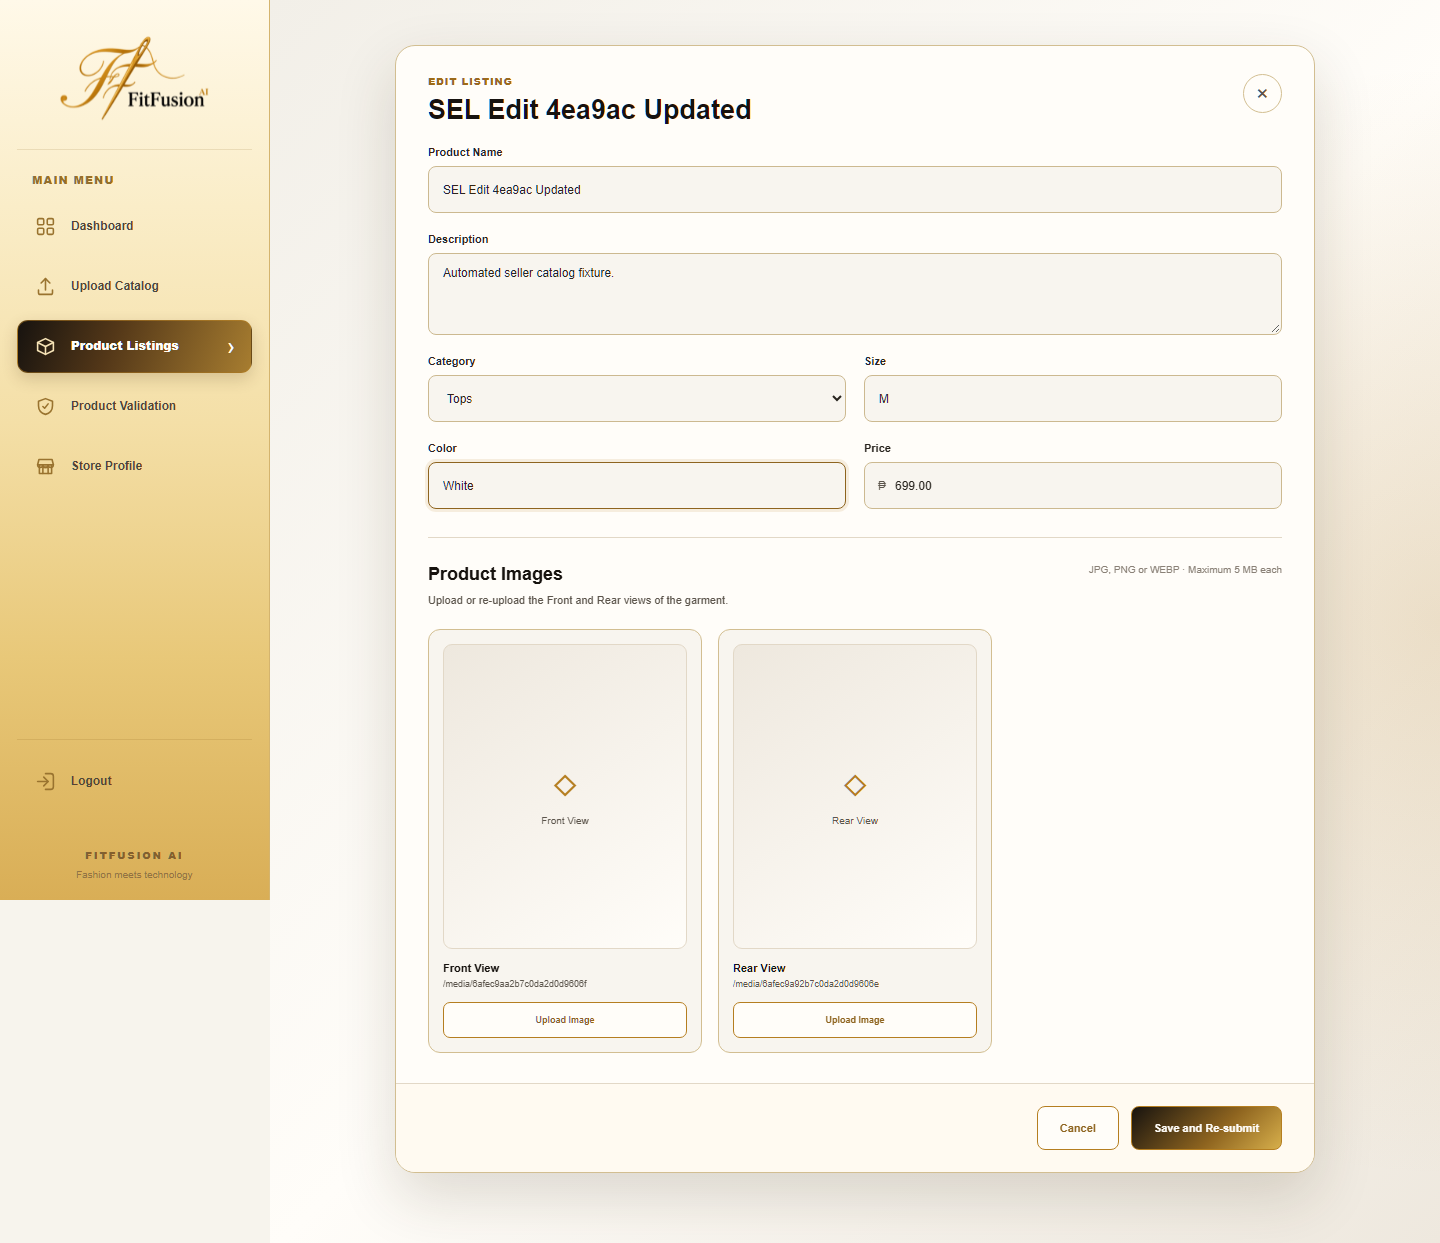 FitFusion AI
MAIN MENU
Dashboard
Upload Catalog
Product Listings
Product Validation
Store Profile
Logout
FITFUSION AI
Fashion meets technology
EDIT LISTING
SEL Edit 4ea9ac Updated
Product Name
SEL Edit 4ea9ac Updated
Description
Automated seller catalog fixture.
Category
Size
Tops
M
Color
Price
White
₱ 699.00
Product Images
JPG, PNG or WEBP · Maximum 5 MB each
Upload or re-upload the Front and Rear views of the garment.
Front View
Rear View
Front View
/media/6afec9aa2b7c0da2d0d9606f
Upload Image
Rear View
/media/6afec9a92b7c0da2d0d9606e
Upload Image
Cancel
Save and Re-submit